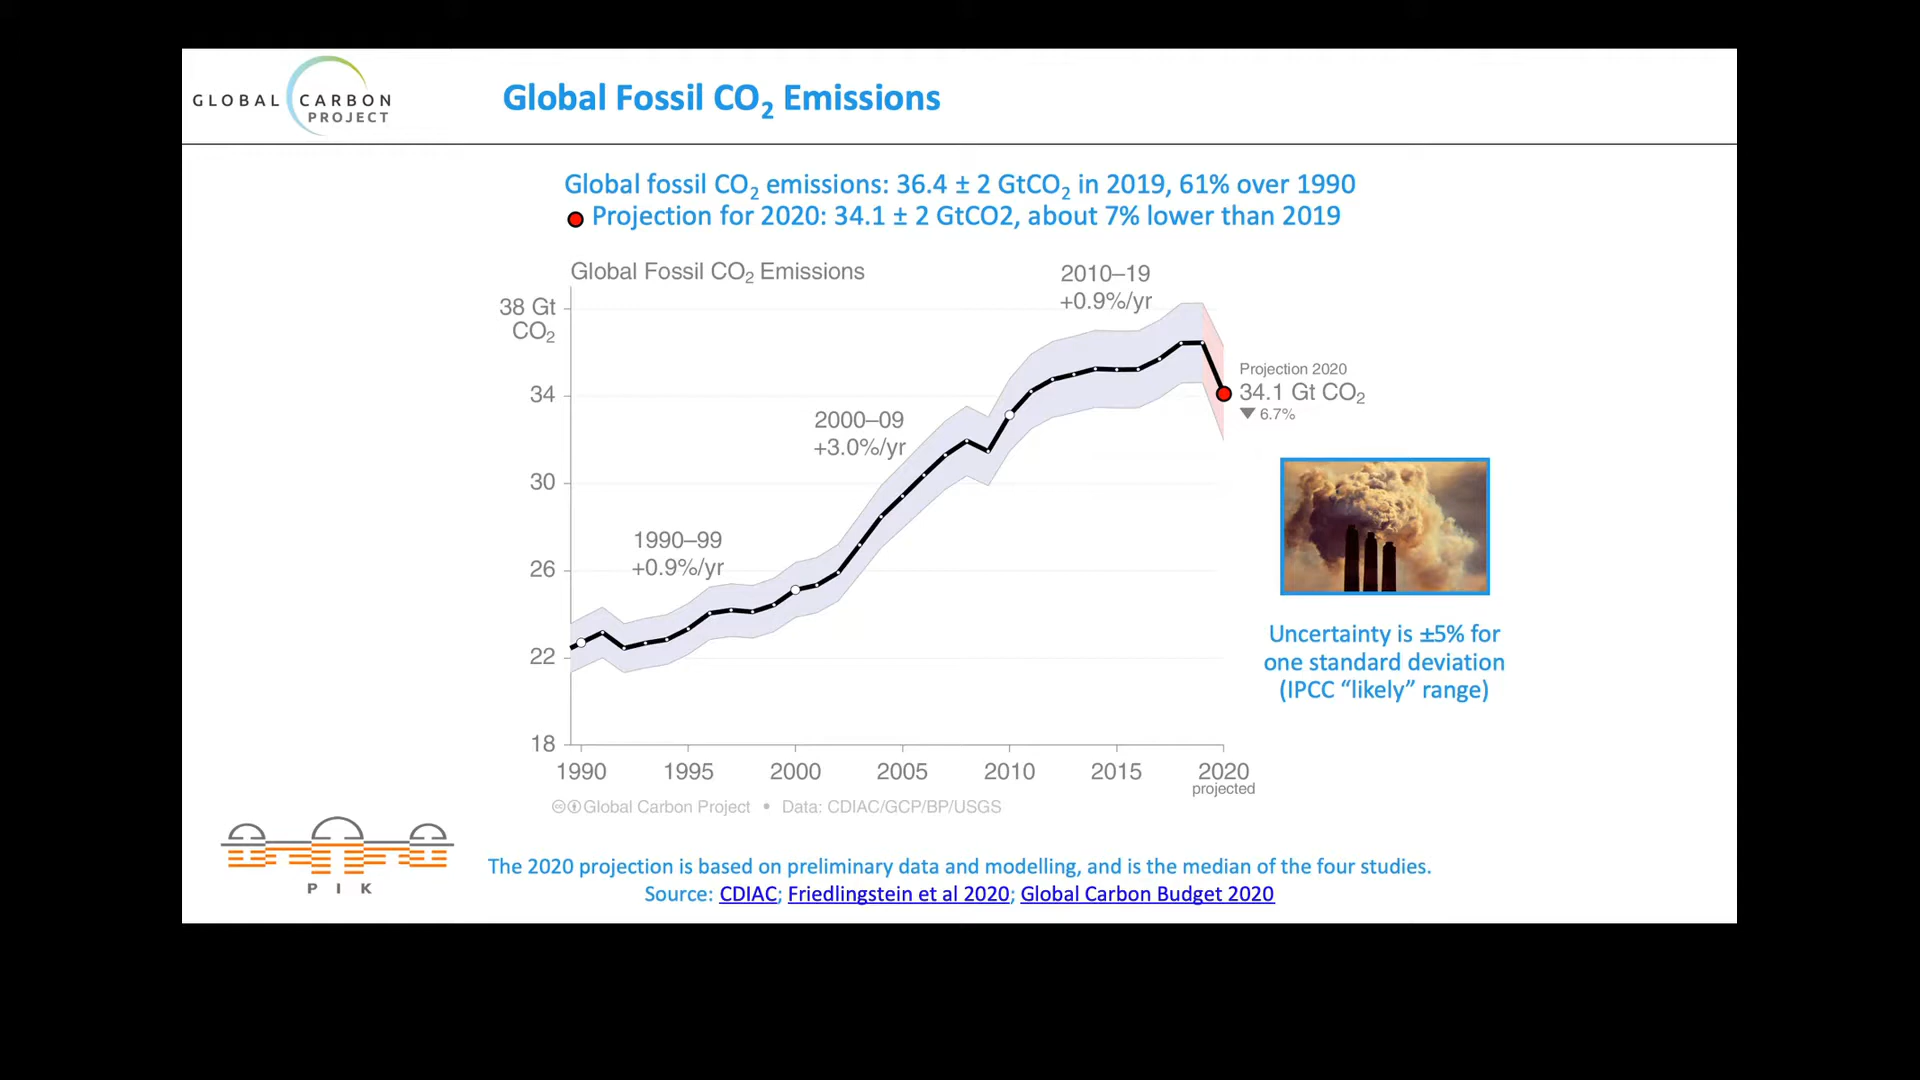 GLOBAL CARBON
PROJECT
Global Fossil CO₂ Emissions
Global fossil CO₂ emissions: 36.4 ± 2 GtCO₂ in 2019, 61% over 1990
Projection for 2020: 34.1 ± 2 GtCO2, about 7% lower than 2019
Global Fossil CO₂ Emissions
2010–19
+0.9%/yr
38 Gt
CO₂
Projection 2020
34.1 Gt CO₂
▼ 6.7%
34
2000–09
+3.0%/yr
30
1990–99
+0.9%/yr
26
22
18
1990 1995 2000 2005 2010 2015 2020
projected
Uncertainty is ±5% for
one standard deviation
(IPCC “likely” range)
Global Carbon Project • Data: CDIAC/GCP/BP/USGS
PIK
The 2020 projection is based on preliminary data and modelling, and is the median of the four studies.
Source: CDIAC; Friedlingstein et al 2020; Global Carbon Budget 2020